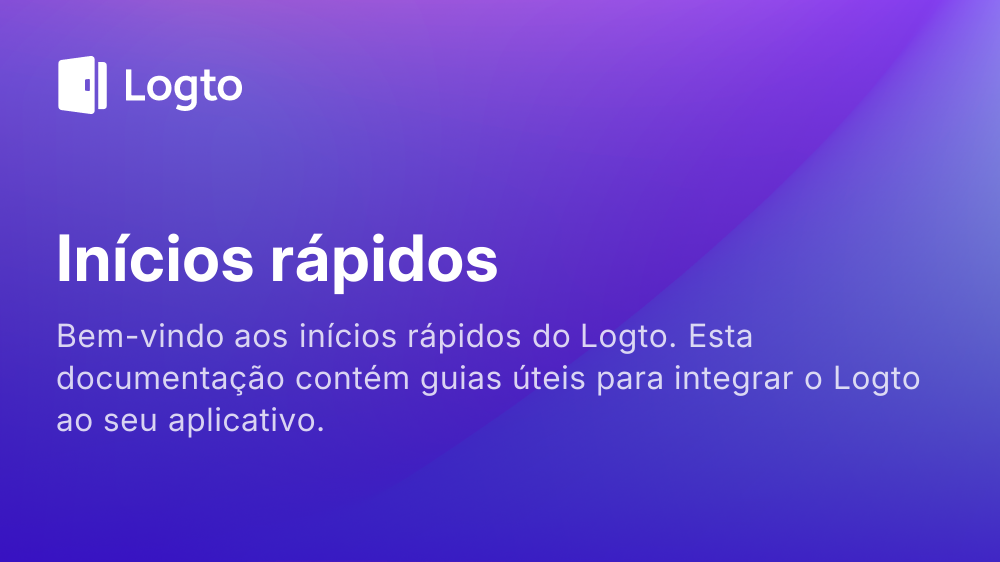 Logto
Inícios rápidos
Bem-vindo aos inícios rápidos do Logto. Esta
documentação contém guias úteis para integrar o Logto
ao seu aplicativo.